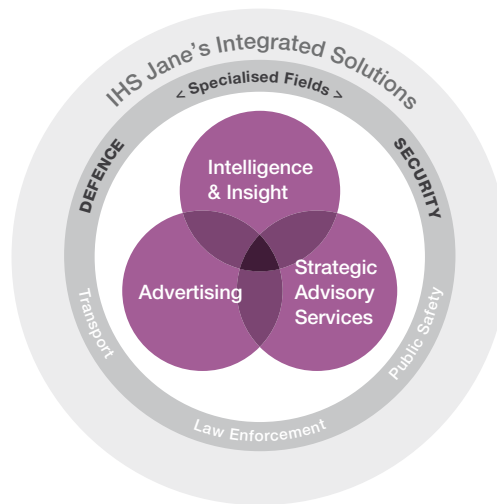 IHS Jane's Integrated Solutions
< Specialised Fields >
DEFENCE
SECURITY
Intelligence
& Insight
Advertising
Strategic
Advisory
Services
Transport
Public Safety
Law Enforcement